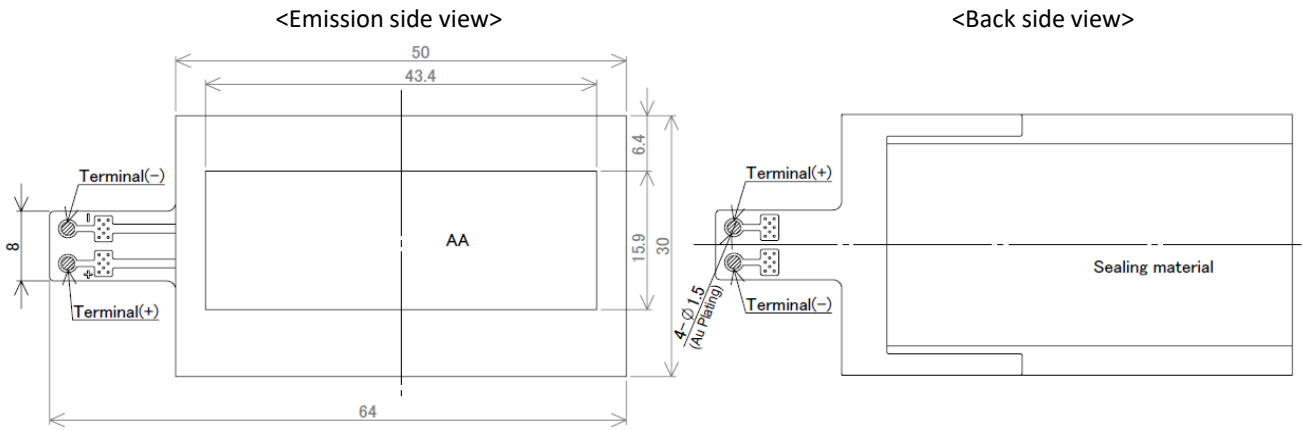 <Emission side view>
<Back side view>
50
43.4
6.4
Terminal(-)
-
8
AA
15.9
30
+
Terminal(+)
64
Terminal(+)
Sealing material
Terminal(-)
4-∅1.5
(Au Plating)